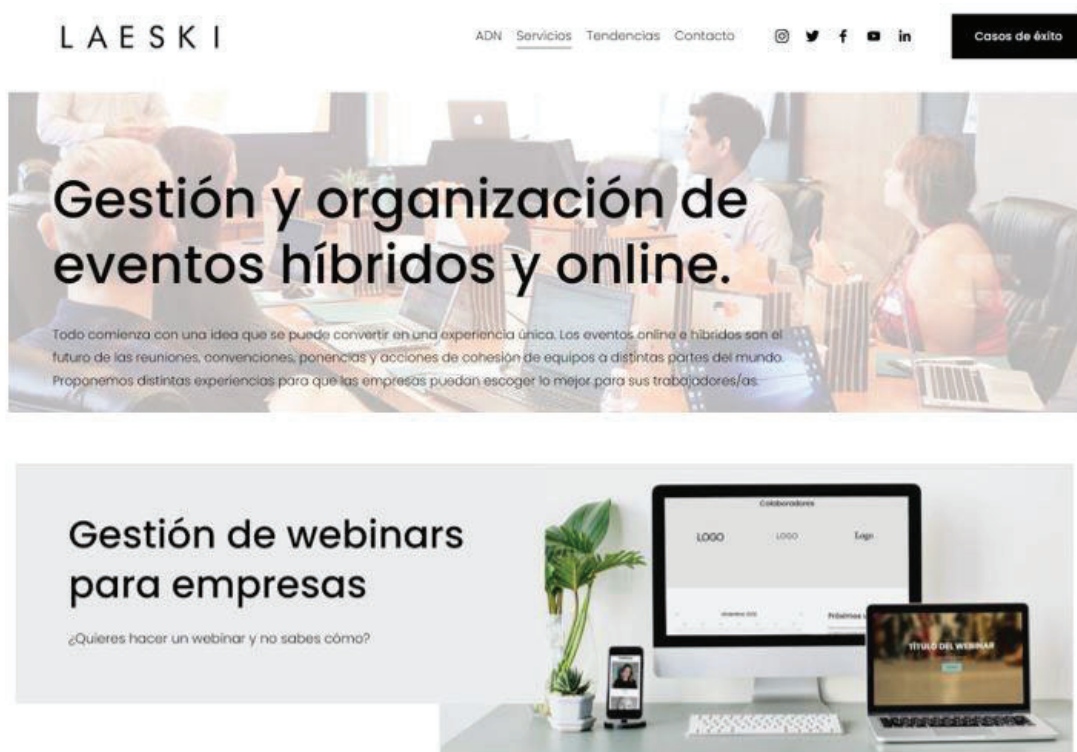 LAESKI
ADN Servicios Tendencias Contacto
Casos de éxito
Gestión y organización de
eventos híbridos y online.
Todo comienza con una idea que se puede convertir en una experiencia única. Los eventos online e híbridos son el
futuro de las reuniones, convenciones, ponencias y acciones de cohesión de equipos a distintas partes del mundo.
Proponemos distintas experiencias para que las empresas puedan escoger lo mejor para sus trabajadores/as.
Gestión de webinars
para empresas
¿Quieres hacer un webinar y no sabes cómo?
Colaboradores
LOGO LOGO Logo
Próximos
TÍTULO DEL WEBINAR